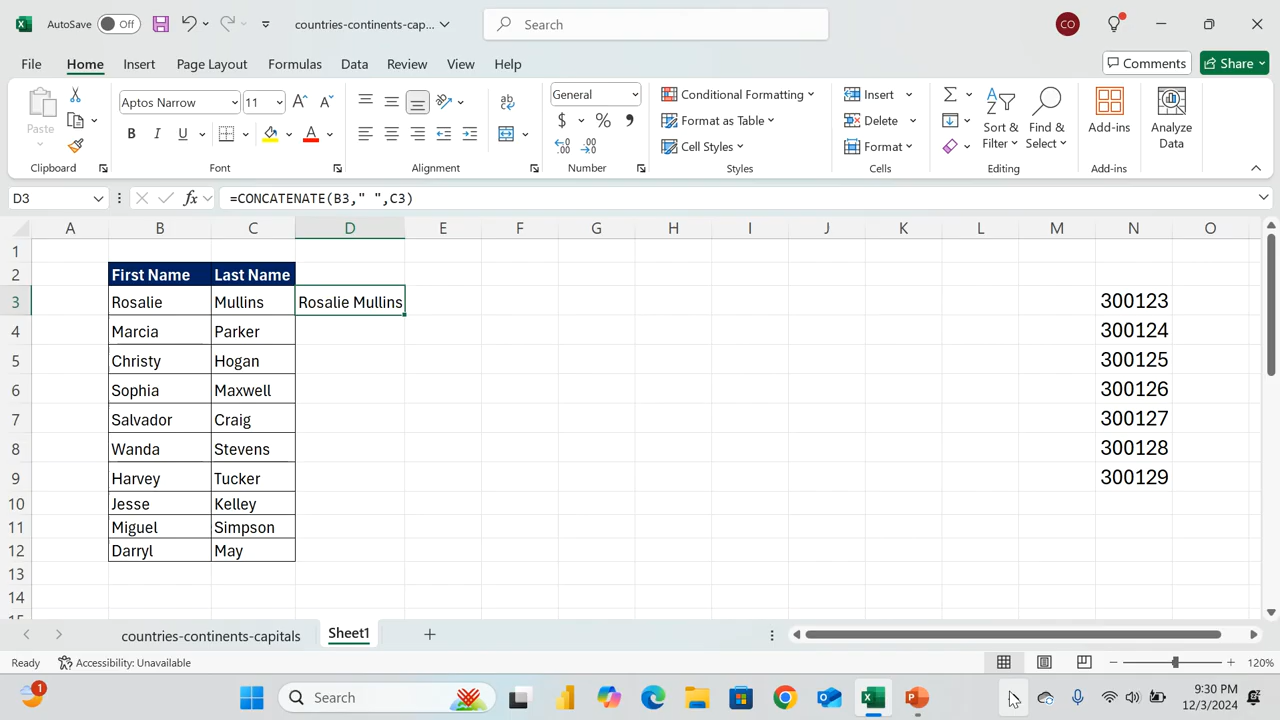 AutoSave Off countries-continents-cap... Search CO
File Home Insert Page Layout Formulas Data Review View Help Comments Share
Paste Aptos Narrow 11 General Conditional Formatting Insert
B I U A $ % Format as Table Delete Sort & Filter Find & Select Add-ins Analyze Data
Cell Styles Format
Clipboard Font Alignment Number Styles Cells Editing Add-ins
D3 fx =CONCATENATE(B3," ",C3)
A B C D E F G H I J K L M N O
1
2 First Name Last Name
3 Rosalie Mullins Rosalie Mullins 300123
4 Marcia Parker 300124
5 Christy Hogan 300125
6 Sophia Maxwell 300126
7 Salvador Craig 300127
8 Wanda Stevens 300128
9 Harvey Tucker 300129
10 Jesse Kelley
11 Miguel Simpson
12 Darryl May
13
14
countries-continents-capitals Sheet1
Ready Accessibility: Unavailable 120%
1 Search 9:30 PM
12/3/2024